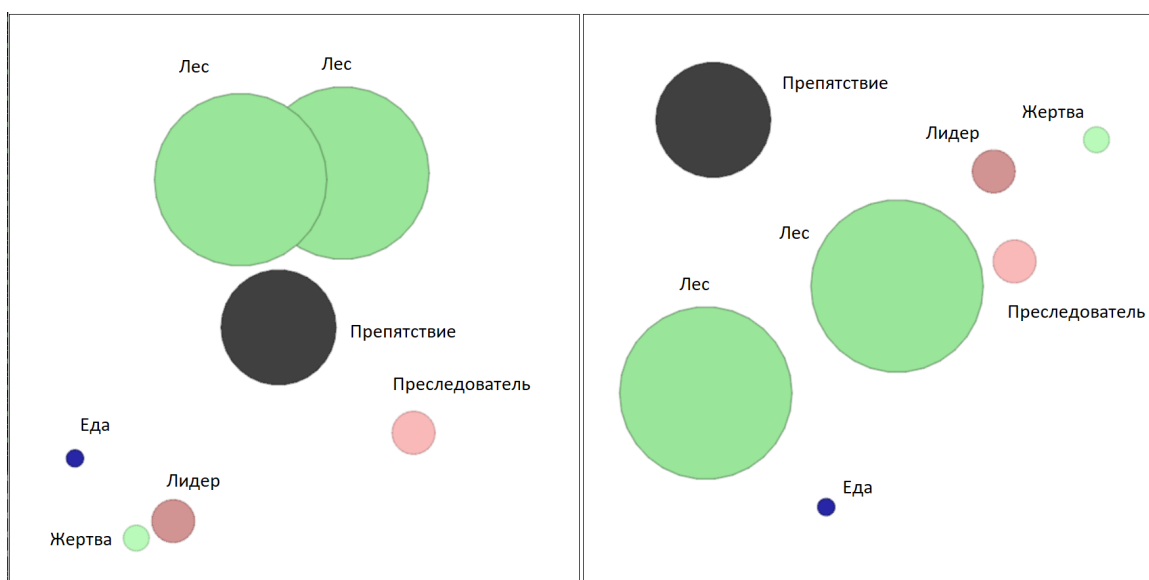 Лес
Лес
Препятствие
Преследователь
Еда
Лидер
Жертва
Препятствие
Жертва
Лидер
Лес
Лес
Преследователь
Еда